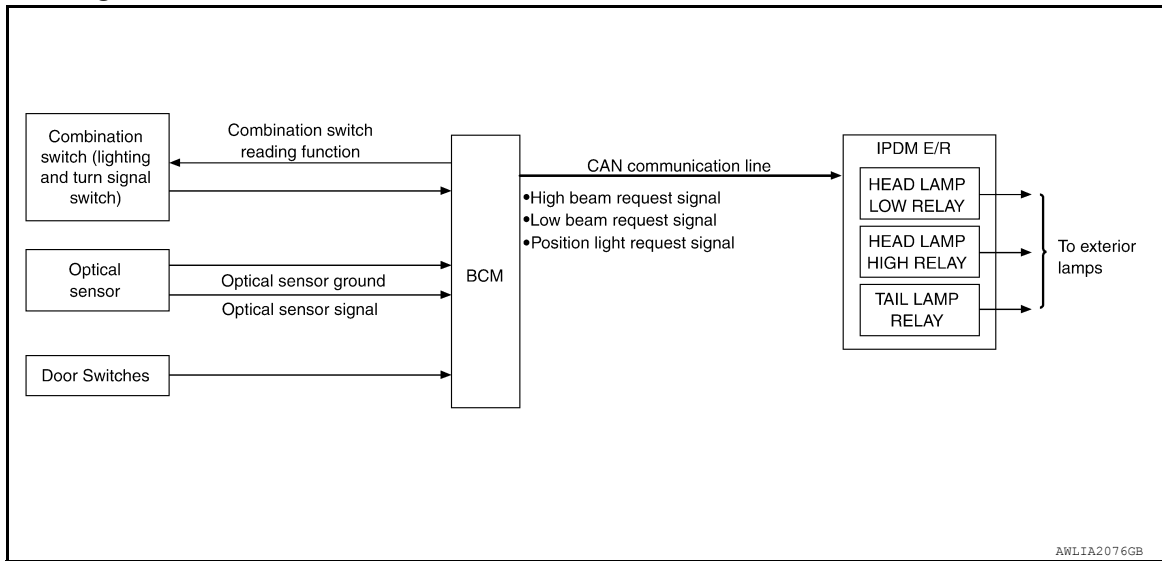 Combination
switch (lighting
and turn signal
switch)
Combination switch
reading function
Optical
sensor
Optical sensor ground
Optical sensor signal
Door Switches
BCM
CAN communication line
•High beam request signal
•Low beam request signal
•Position light request signal
IPDM E/R
HEAD LAMP
LOW RELAY
HEAD LAMP
HIGH RELAY
TAIL LAMP
RELAY
To exterior
lamps
AWLIA2076GB